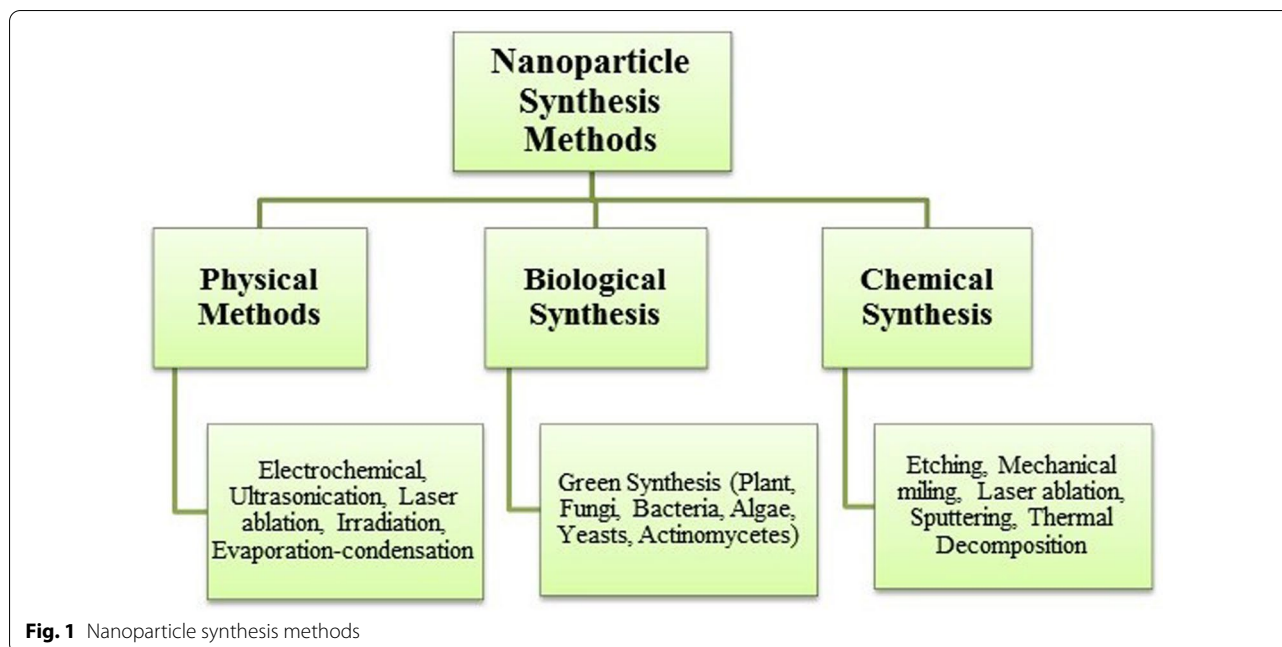 Nanoparticle
Synthesis
Methods
Physical
Methods
Biological
Synthesis
Chemical
Synthesis
Electrochemical,
Ultrasonication, Laser
ablation, Irradiation,
Evaporation-condensation
Green Synthesis (Plant,
Fungi, Bacteria, Algae,
Yeasts, Actinomycetes)
Etching, Mechanical
miling, Laser ablation,
Sputtering, Thermal
Decomposition
Fig. 1 Nanoparticle synthesis methods